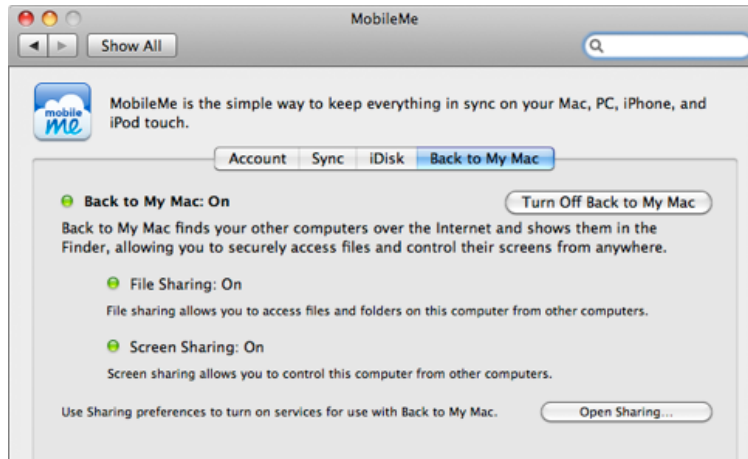 MobileMe
Show All
mobile
me
MobileMe is the simple way to keep everything in sync on your Mac, PC, iPhone, and
iPod touch.
Account Sync iDisk Back to My Mac
Back to My Mac: On Turn Off Back to My Mac
Back to My Mac finds your other computers over the Internet and shows them in the
Finder, allowing you to securely access files and control their screens from anywhere.
File Sharing: On
File sharing allows you to access files and folders on this computer from other computers.
Screen Sharing: On
Screen sharing allows you to control this computer from other computers.
Use Sharing preferences to turn on services for use with Back to My Mac. Open Sharing...